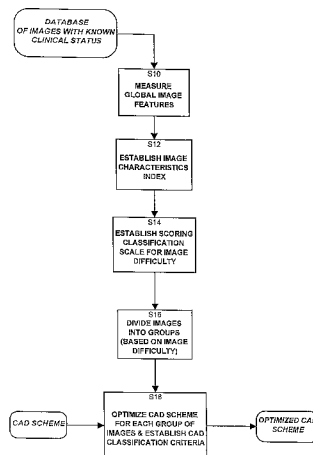 DATABASE
OF IMAGES WITH KNOWN
CLINICAL STATUS
S10
MEASURE
GLOBAL IMAGE
FEATURES
S12
ESTABLISH IMAGE
CHARACTERISTICS
INDEX
S14
ESTABLISH SCORING
CLASSIFICATION
SCALE FOR IMAGE
DIFFICULTY
S16
DIVIDE IMAGES
INTO GROUPS
(BASED ON IMAGE
DIFFICULTY)
S18
CAD SCHEME
OPTIMIZE CAD SCHEME
FOR EACH GROUP OF
IMAGES & ESTABLISH CAD
CLASSIFICATION CRITERIA
OPTIMIZED CAD
SCHEME